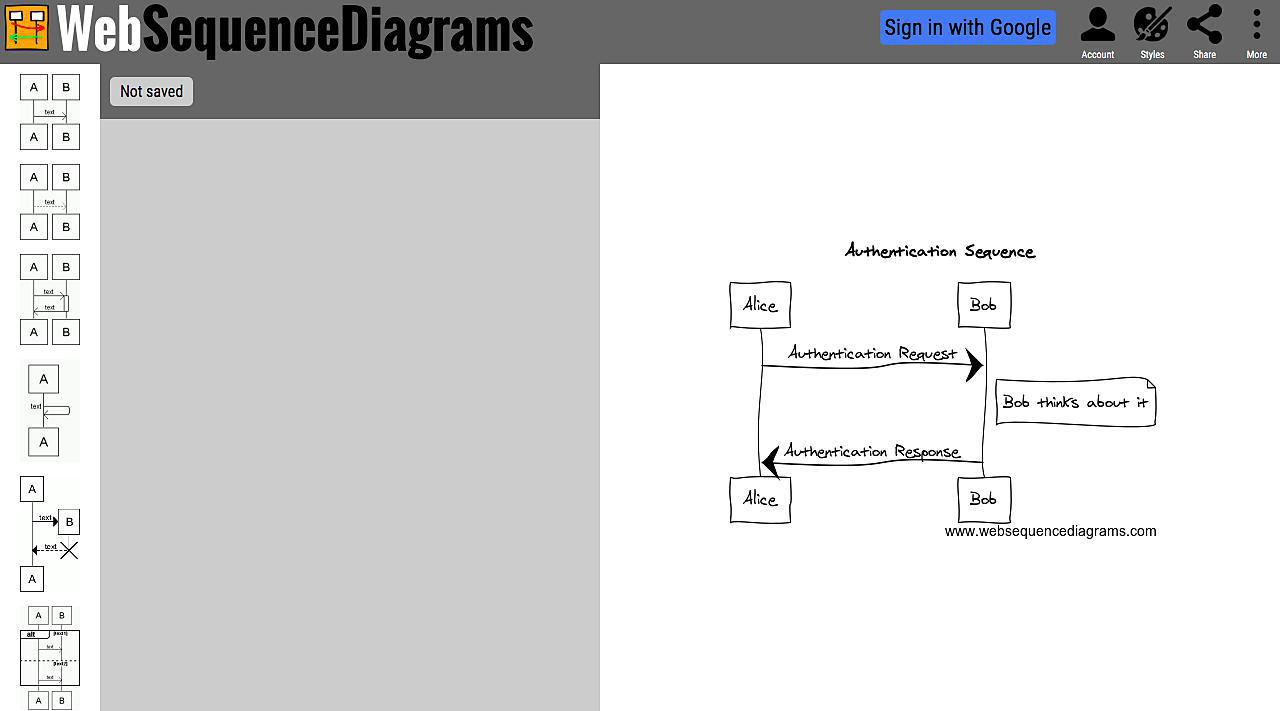 WebSequenceDiagrams
Sign in with Google
Account
Styles
Share
More
Not saved
A B
text
A B
A B
text
A B
A B
text
text
A B
A
text
A
A
text
B
text
A
A B
alt [text1]
text
[text2]
text
A B
Authentication Sequence
Alice
Bob
Authentication Request
Bob thinks about it
Authentication Response
Alice
Bob
www.websequencediagrams.com